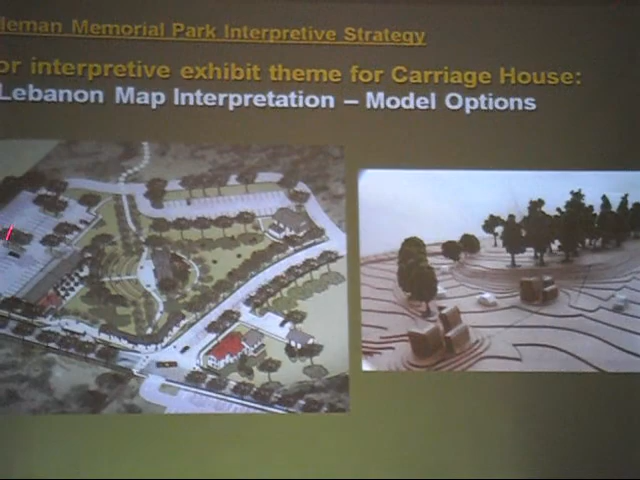 leman Memorial Park Interpretive Strategy
or interpretive exhibit theme for Carriage House:
Lebanon Map Interpretation – Model Options